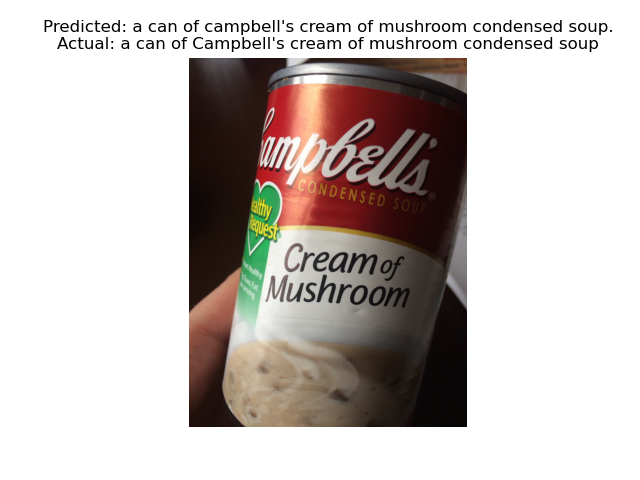 Predicted: a can of campbell's cream of mushroom condensed soup.
Actual: a can of Campbell's cream of mushroom condensed soup
ampbell's
CONDENSED SOUP
ealthy
equest
Cream of
Mushroom